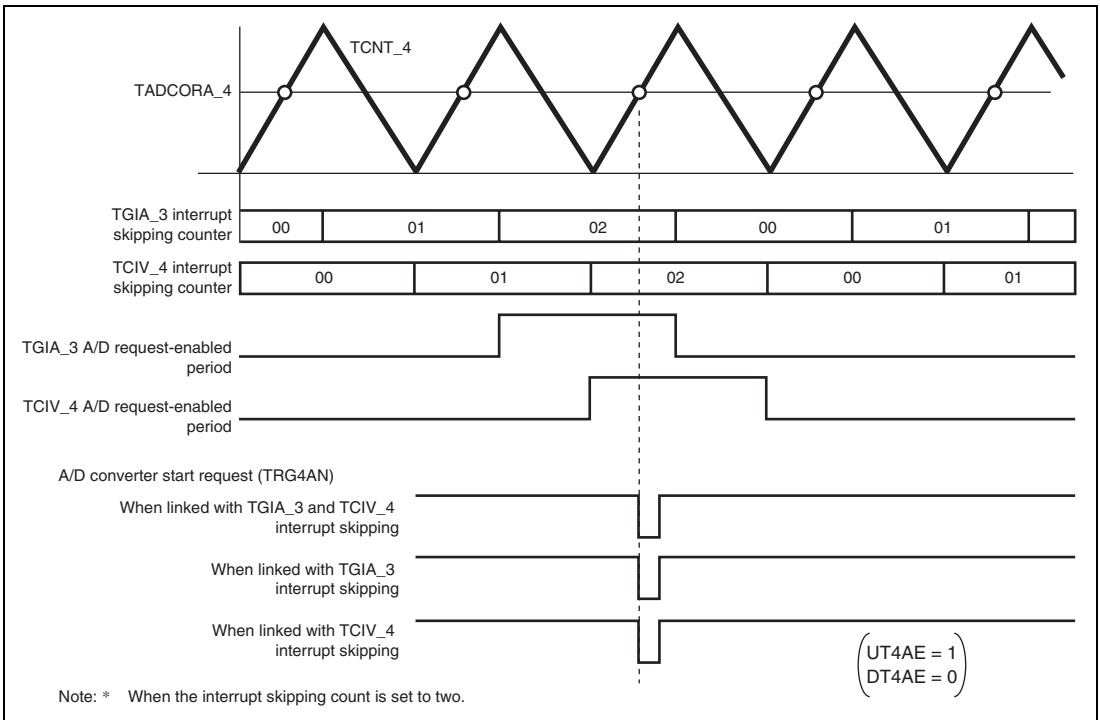 TCNT_4
TADCORA_4
TGIA_3 interrupt
skipping counter
00 01 02 00 01
TCIV_4 interrupt
skipping counter
00 01 02 00 01
TGIA_3 A/D request-enabled
period
TCIV_4 A/D request-enabled
period
A/D converter start request (TRG4AN)
When linked with TGIA_3 and TCIV_4
interrupt skipping
When linked with TGIA_3
interrupt skipping
When linked with TCIV_4
interrupt skipping
UT4AE = 1
DT4AE = 0
Note: * When the interrupt skipping count is set to two.